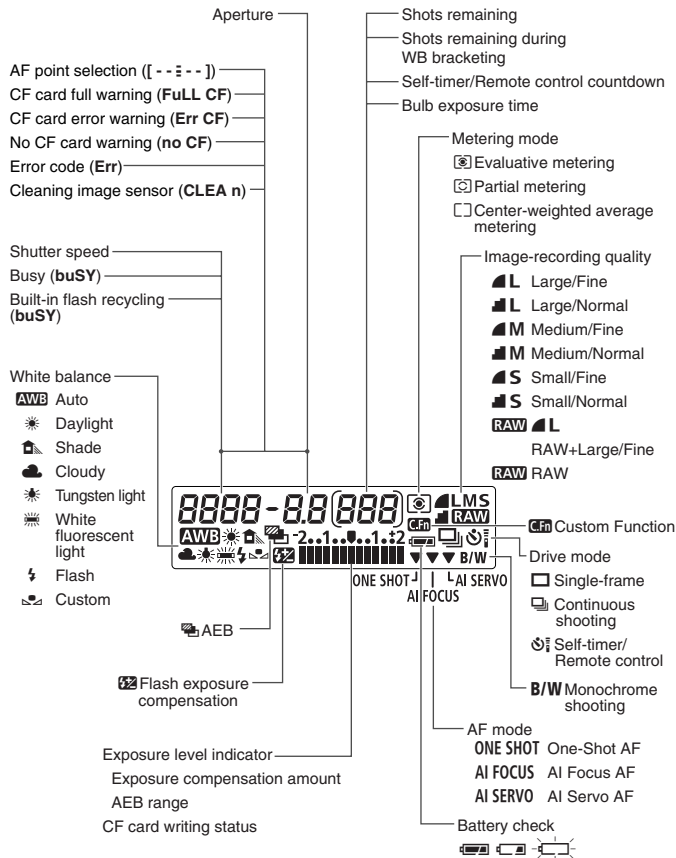 Aperture
Shots remaining
Shots remaining during
WB bracketing
Self-timer/Remote control countdown
Bulb exposure time
AF point selection ([ - - - - ])
CF card full warning (FuLL CF)
CF card error warning (Err CF)
No CF card warning (no CF)
Error code (Err)
Cleaning image sensor (CLEA n)
Metering mode
Evaluative metering
Partial metering
Center-weighted average
metering
Shutter speed
Busy (buSY)
Built-in flash recycling
(buSY)
Image-recording quality
L Large/Fine
L Large/Normal
M Medium/Fine
M Medium/Normal
S Small/Fine
S Small/Normal
RAW L
RAW+Large/Fine
RAW RAW
White balance
AWB Auto
Daylight
Shade
Cloudy
Tungsten light
White
fluorescent
light
Flash
Custom
8888 - 8.8 (888) LMS
RAW
AWB -2..1..0..1.+2 C.Fn
B/W
ONE SHOT AI SERVO
AI FOCUS
C.Fn Custom Function
Drive mode
Single-frame
Continuous
shooting
Self-timer/
Remote control
B/W Monochrome
shooting
AEB
Flash exposure
compensation
Exposure level indicator
Exposure compensation amount
AEB range
CF card writing status
AF mode
ONE SHOT One-Shot AF
AI FOCUS AI Focus AF
AI SERVO AI Servo AF
Battery check